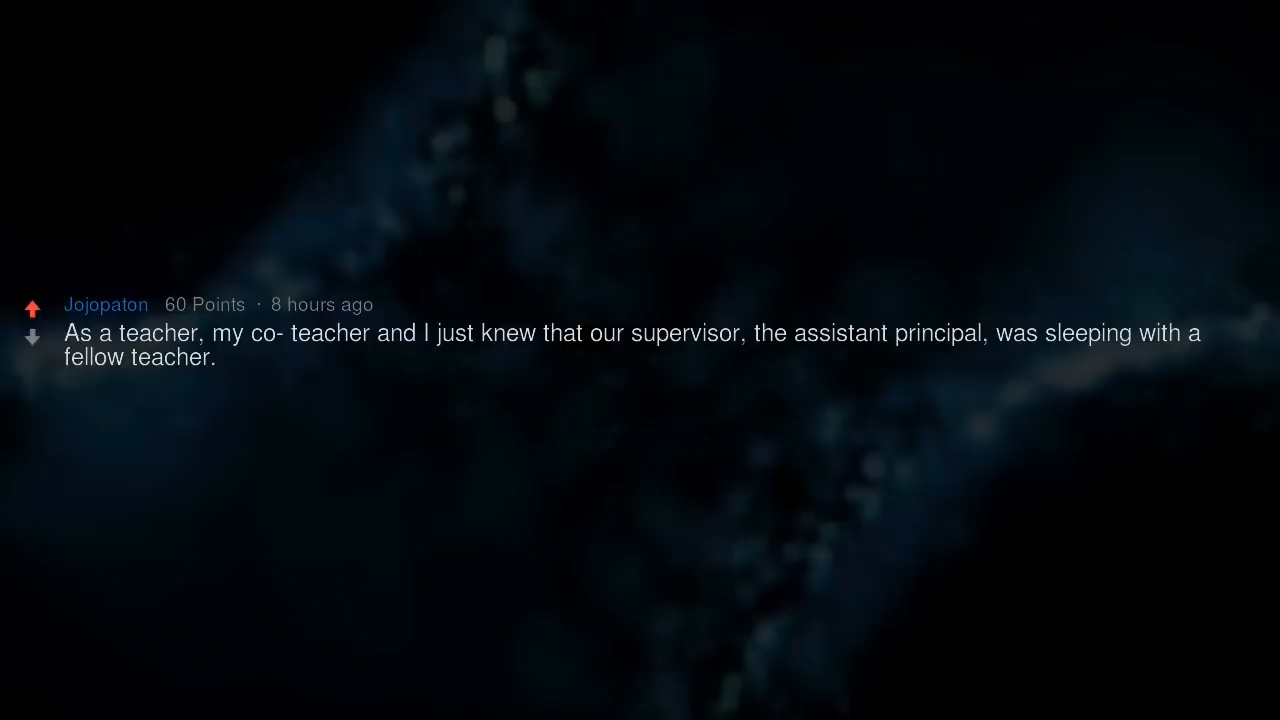 Jojopaton 60 Points · 8 hours ago
As a teacher, my co- teacher and I just knew that our supervisor, the assistant principal, was sleeping with a
fellow teacher.